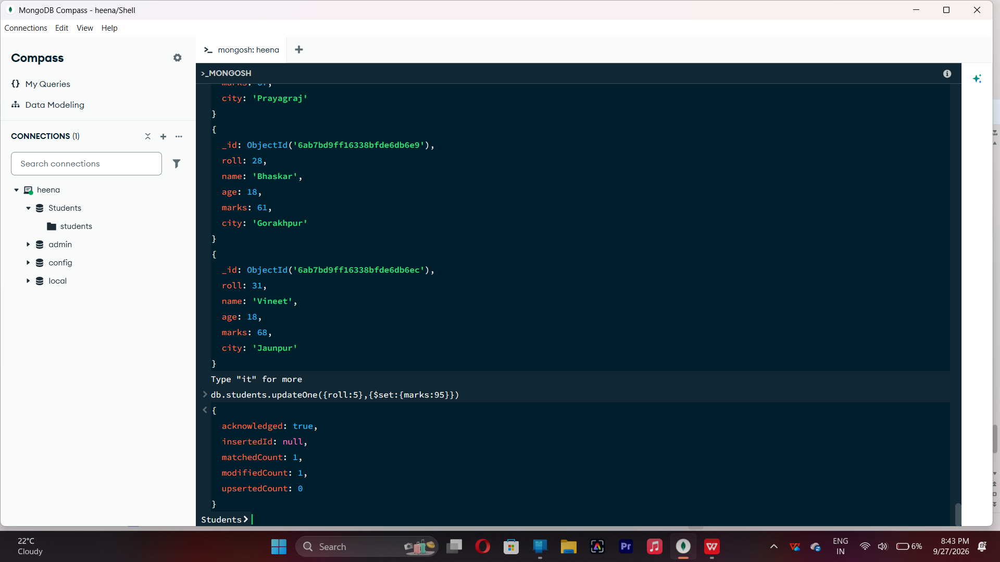 MongoDB Compass - heena/Shell
Connections Edit View Help
Compass
My Queries
Data Modeling
CONNECTIONS (1)
Search connections
heena
Students
students
admin
config
local
mongosh: heena
>_MONGOSH
city: 'Prayagraj'
}
{
_id: ObjectId('6ab7bd9ff16338bfde6db6e9'),
roll: 28,
name: 'Bhaskar',
age: 18,
marks: 61,
city: 'Gorakhpur'
}
{
_id: ObjectId('6ab7bd9ff16338bfde6db6ec'),
roll: 31,
name: 'Vineet',
age: 18,
marks: 68,
city: 'Jaunpur'
}
Type "it" for more
> db.students.updateOne({roll:5},{$set:{marks:95}})
< {
acknowledged: true,
insertedId: null,
matchedCount: 1,
modifiedCount: 1,
upsertedCount: 0
}
Students>
22°C
Cloudy
Search
Pr
ENG
IN
6%
8:43 PM
9/27/2026